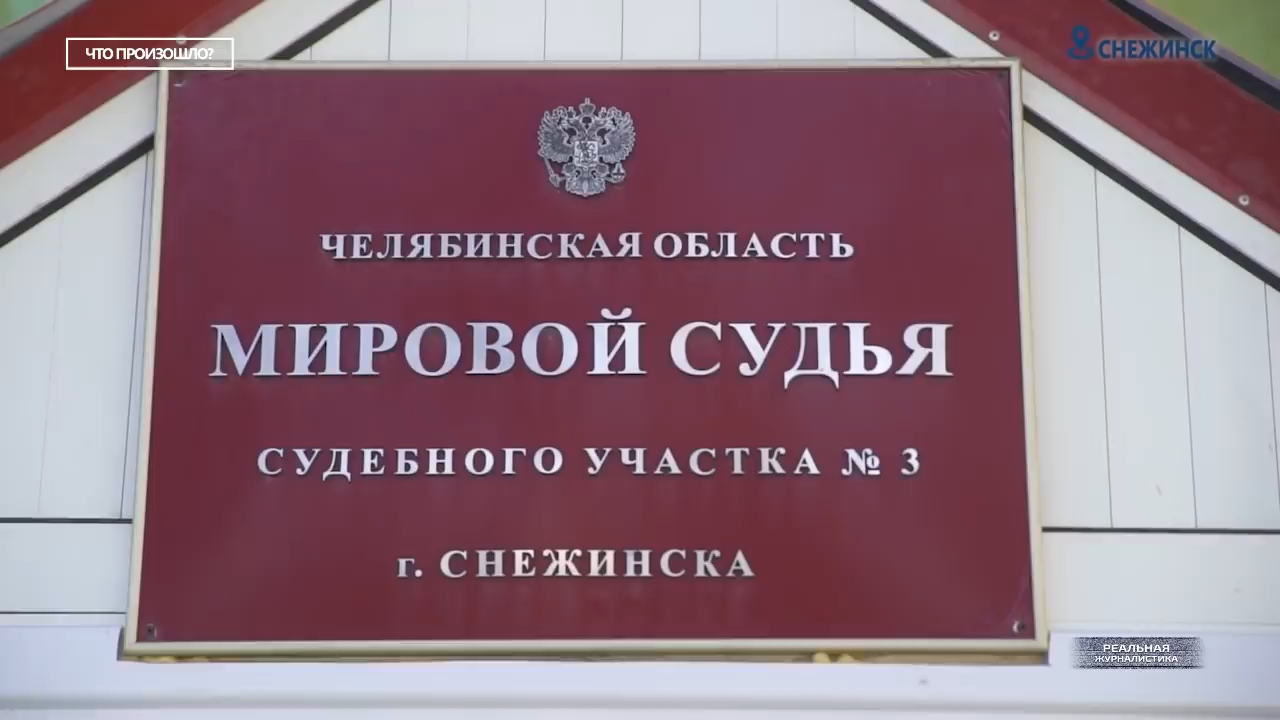 ЧТО ПРОИЗОШЛО?
СНЕЖИНСК
ЧЕЛЯБИНСКАЯ ОБЛАСТЬ
МИРОВОЙ СУДЬЯ
СУДЕБНОГО УЧАСТКА № 3
г. СНЕЖИНСКА
РЕАЛЬНАЯ
ЖУРНАЛИСТИКА